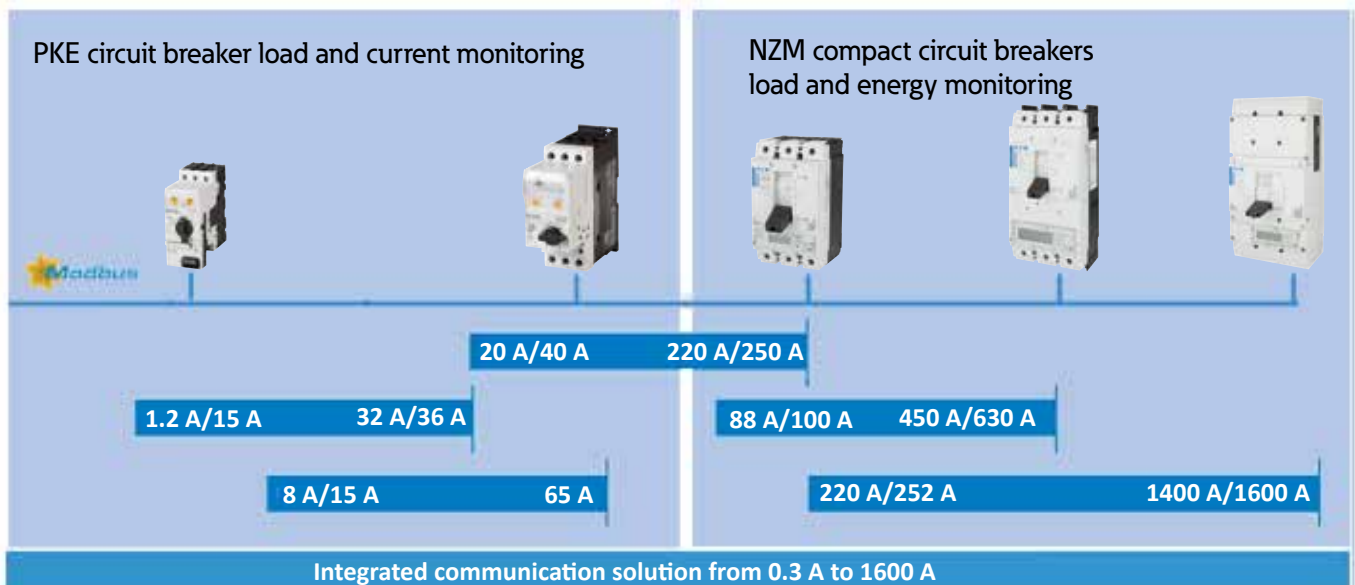 PKE circuit breaker load and current monitoring
NZM compact circuit breakers
load and energy monitoring
Modbus
20 A/40 A 220 A/250 A
1.2 A/15 A 32 A/36 A
88 A/100 A 450 A/630 A
8 A/15 A 65 A
220 A/252 A 1400 A/1600 A
Integrated communication solution from 0.3 A to 1600 A